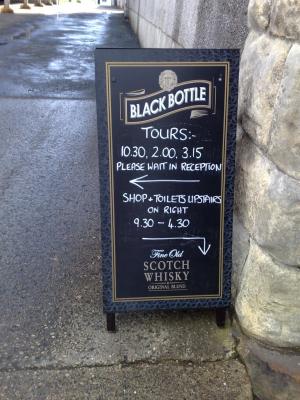 BLACK BOTTLE
TOURS:-
10.30, 2.00, 3.15
PLEASE WAIT IN RECEPTION
SHOP + TOILETS UPSTAIRS
ON RIGHT
9.30 - 4.30
Fine Old
SCOTCH
WHISKY
ORIGINAL BLEND